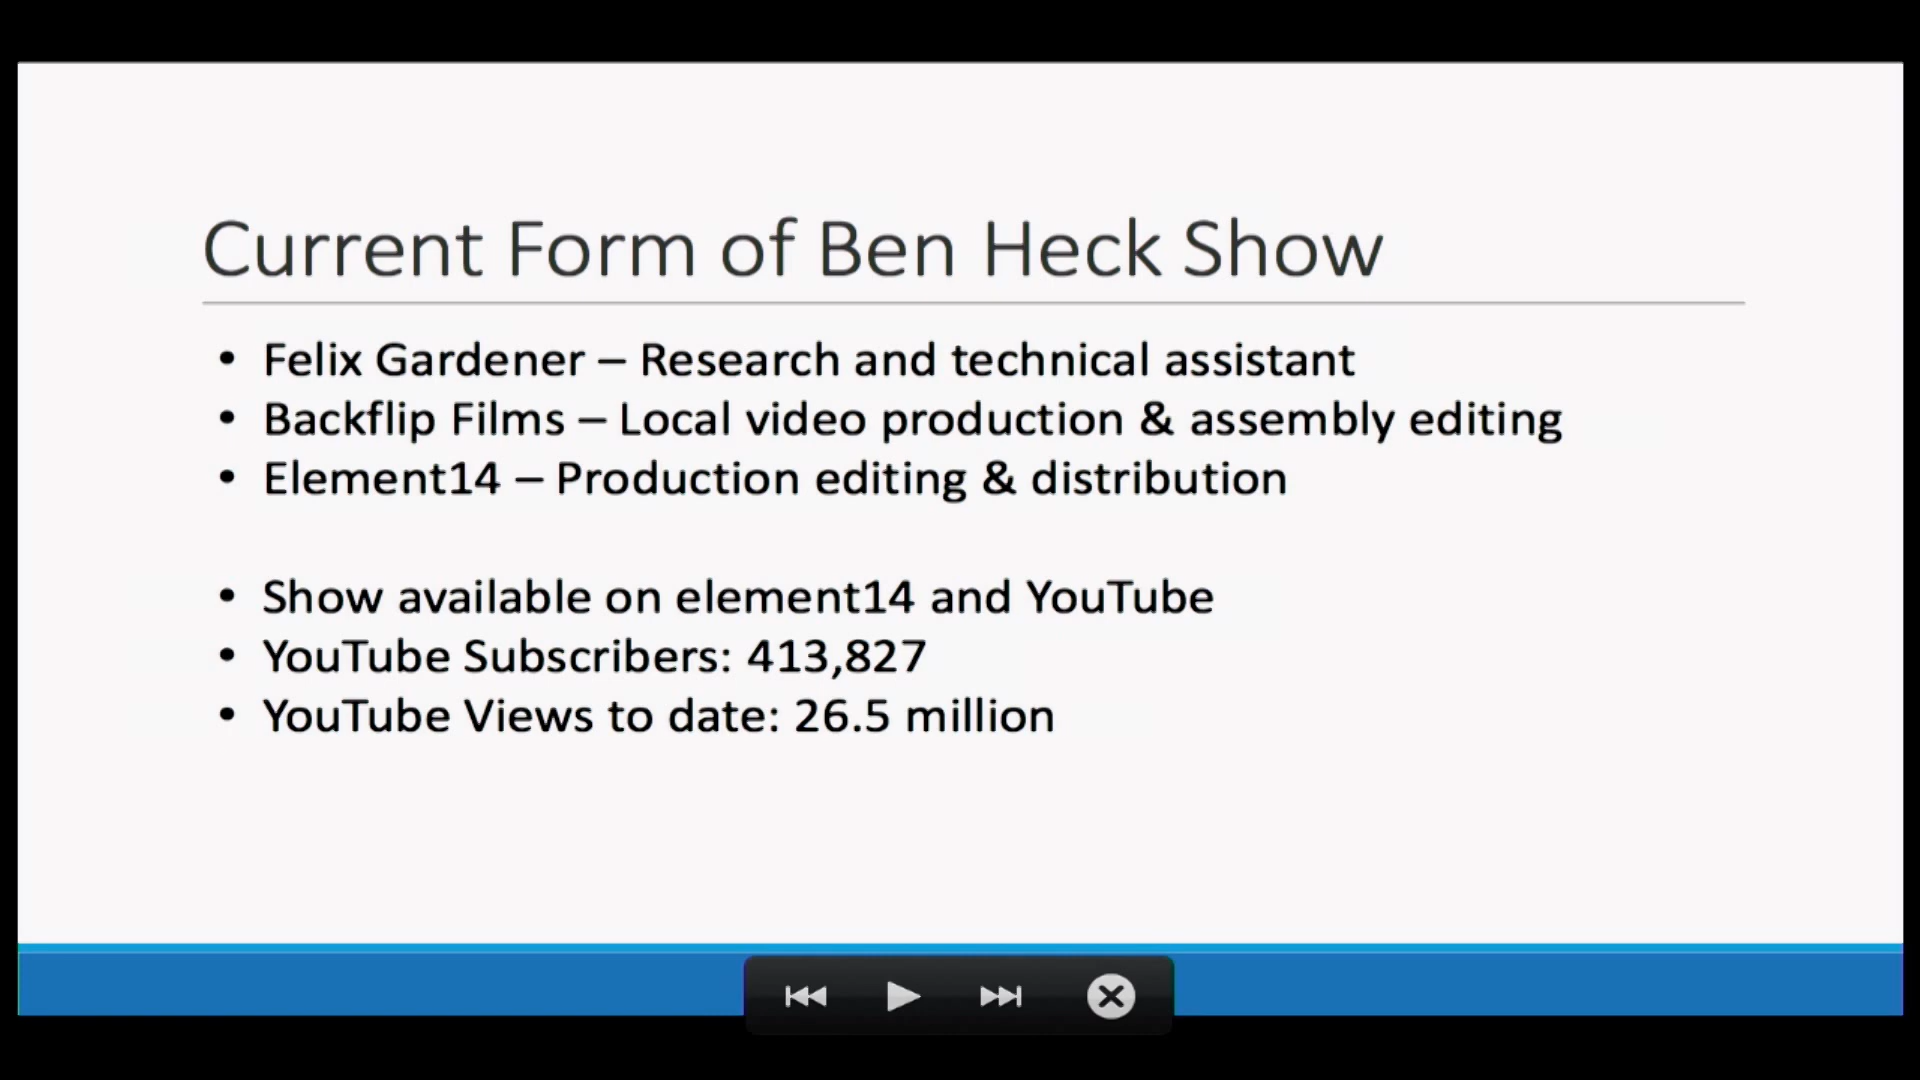 Current Form of Ben Heck Show
• Felix Gardener – Research and technical assistant
• Backflip Films – Local video production & assembly editing
• Element14 – Production editing & distribution
• Show available on element14 and YouTube
• YouTube Subscribers: 413,827
• YouTube Views to date: 26.5 million